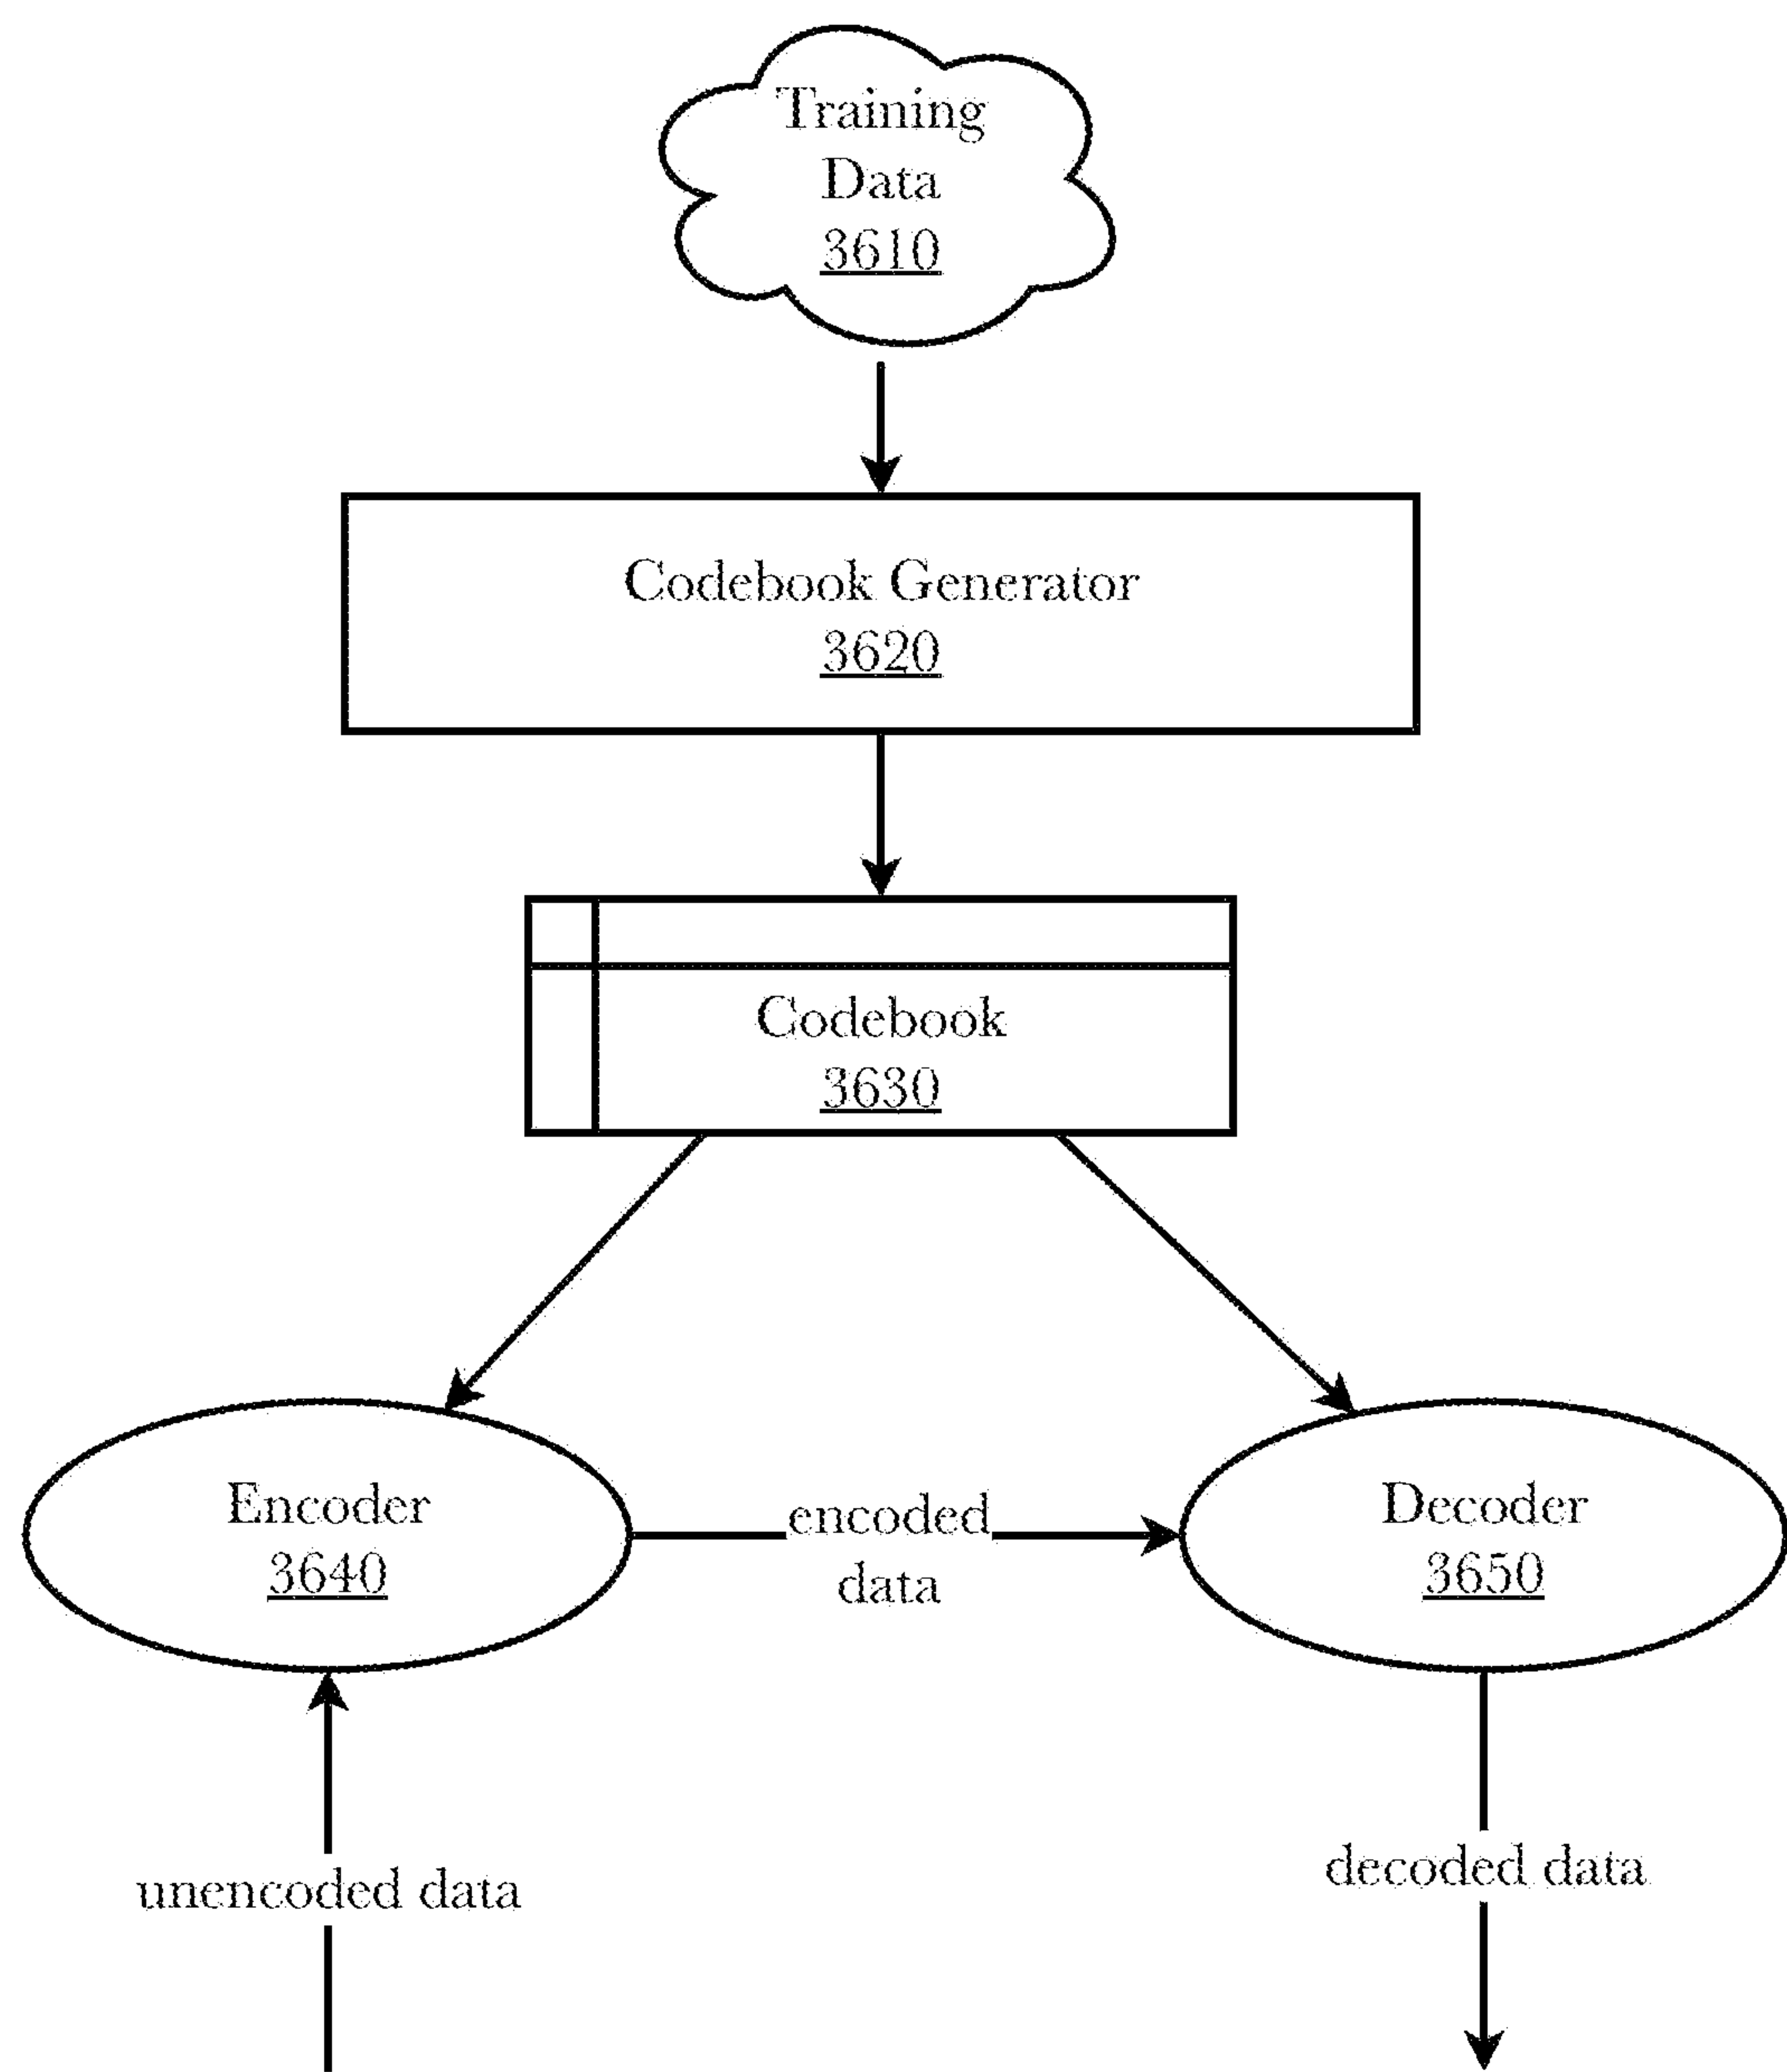 Training
Data
3610
Codebook Generator
3620
Codebook
3630
Encoder
3640
encoded
data
Decoder
3650
unencoded data
decoded data